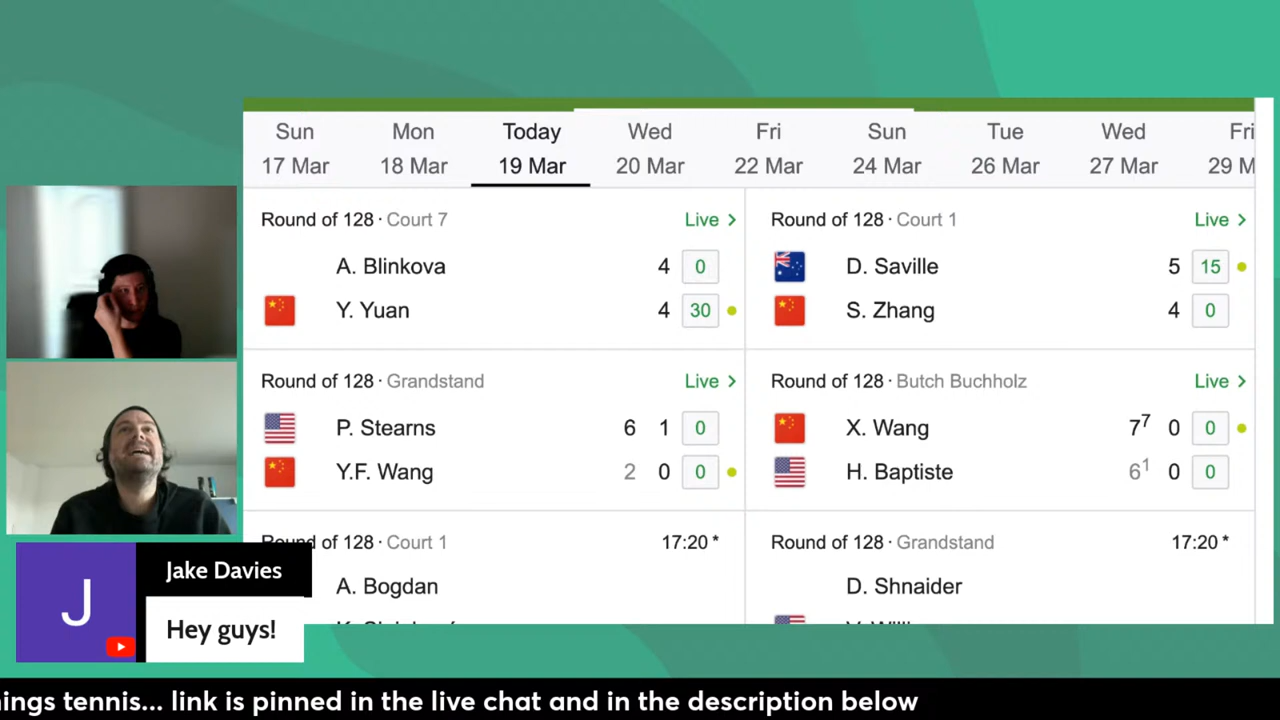 Sun Mon Today Wed Fri Sun Tue Wed Fri
17 Mar 18 Mar 19 Mar 20 Mar 22 Mar 24 Mar 26 Mar 27 Mar 29 M
Round of 128 · Court 7 Live >
A. Blinkova 4 0
Y. Yuan 4 30
Round of 128 · Court 1 Live >
D. Saville 5 15
S. Zhang 4 0
Round of 128 · Grandstand Live >
P. Stearns 6 1 0
Y.F. Wang 2 0 0
Round of 128 · Butch Buchholz Live >
X. Wang 7⁷ 0 0
H. Baptiste 6¹ 0 0
nd of 128 · Court 1 17:20 *
A. Bogdan
Round of 128 · Grandstand 17:20 *
D. Shnaider
J
Jake Davies
Hey guys!
ings tennis... link is pinned in the live chat and in the description below